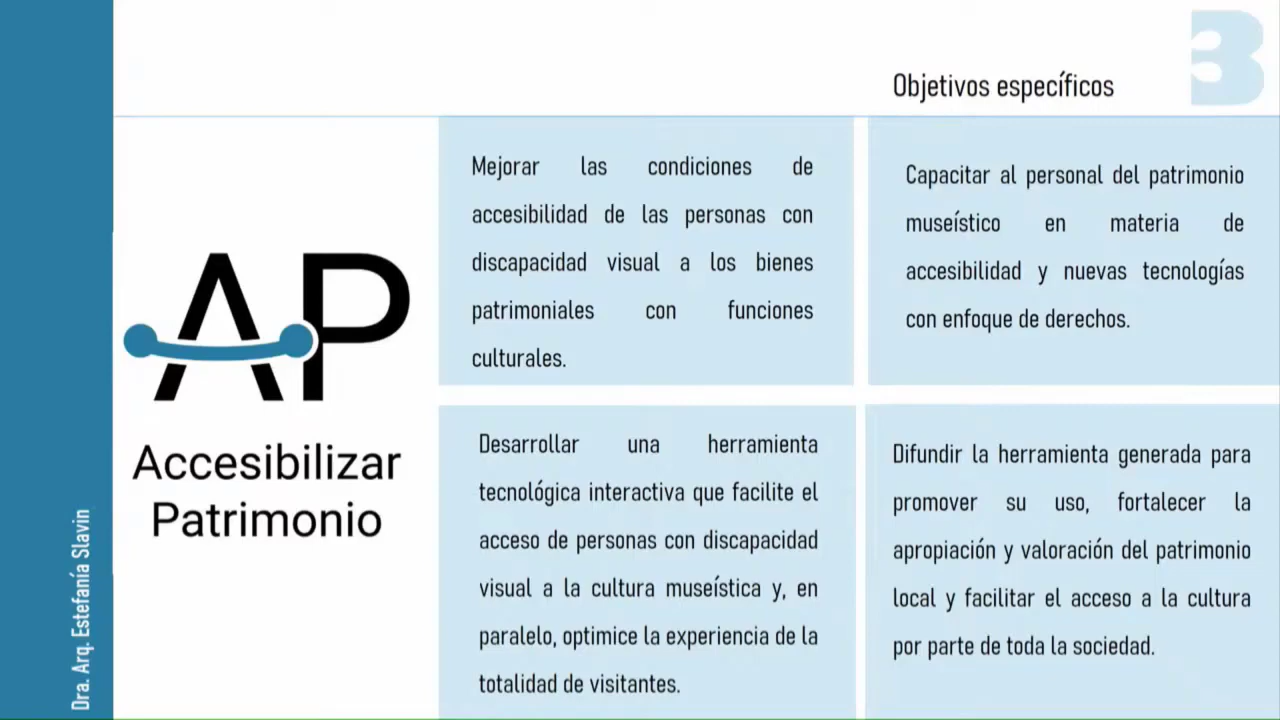 3
Objetivos específicos
AP
Accesibilizar
Patrimonio
Dra. Arq. Estefanía Slavin
Mejorar las condiciones de
accesibilidad de las personas con
discapacidad visual a los bienes
patrimoniales con funciones
culturales.
Capacitar al personal del patrimonio
museístico en materia de
accesibilidad y nuevas tecnologías
con enfoque de derechos.
Desarrollar una herramienta
tecnológica interactiva que facilite el
acceso de personas con discapacidad
visual a la cultura museística y, en
paralelo, optimice la experiencia de la
totalidad de visitantes.
Difundir la herramienta generada para
promover su uso, fortalecer la
apropiación y valoración del patrimonio
local y facilitar el acceso a la cultura
por parte de toda la sociedad.